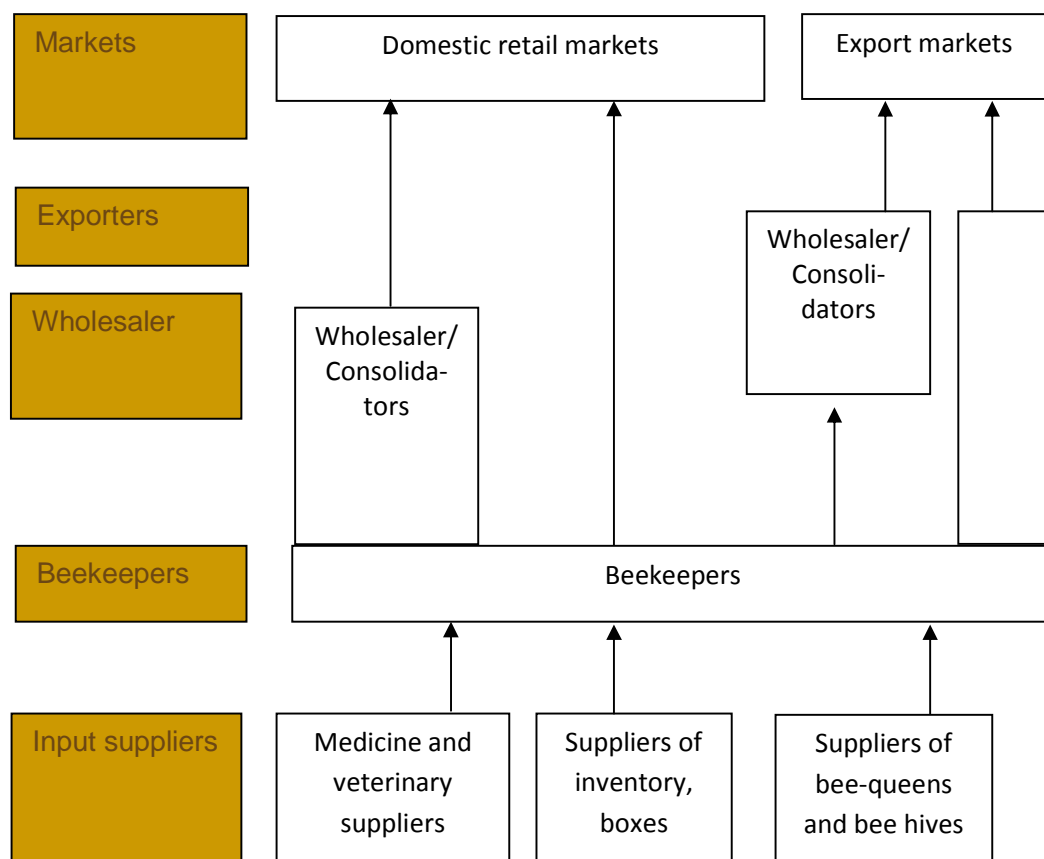 Markets
Domestic retail markets
Export markets
Exporters
Wholesaler/
Consoli-
dators
Wholesaler
Wholesaler/
Consolida-
tors
Beekeepers
Beekeepers
Input suppliers
Medicine and
veterinary
suppliers
Suppliers of
inventory,
boxes
Suppliers of
bee-queens
and bee hives